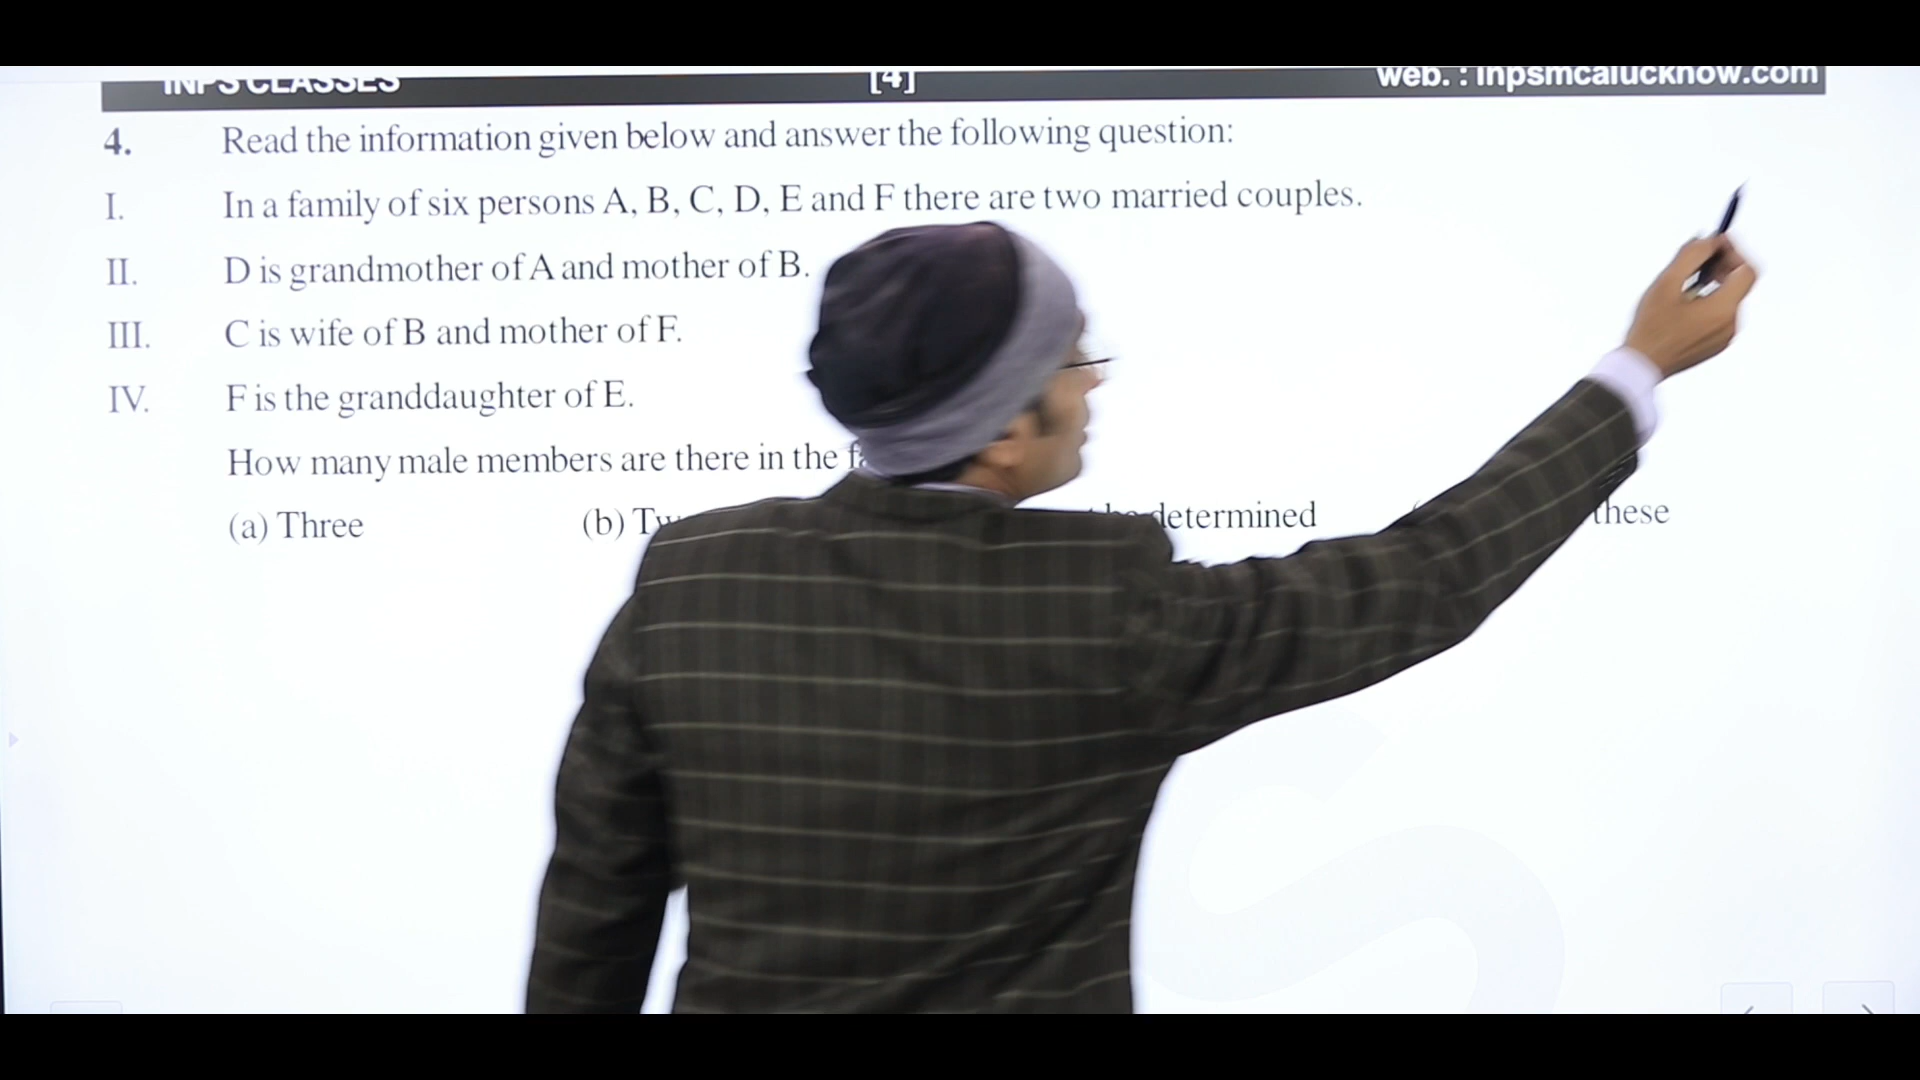 INPS CLASSES [4] web. : inpsmcalucknow.com
4. Read the information given below and answer the following question:
I. In a family of six persons A, B, C, D, E and F there are two married couples.
II. D is grandmother of A and mother of B.
III. C is wife of B and mother of F.
IV. F is the granddaughter of E.
How many male members are there in the
(a) Three (b) determined these